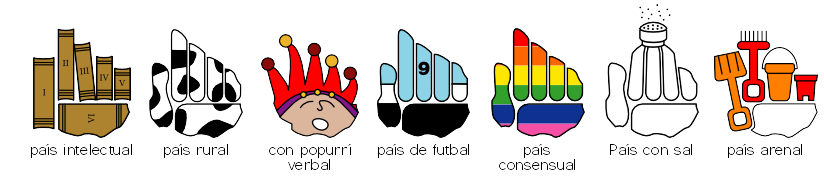 I
II
III
IV
V
VI
9
país intelectual
país rural
con popurrí
verbal
país de futbal
país
consensual
País con sal
país arenal